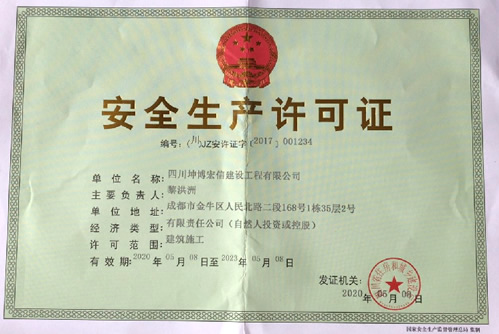 安全生产许可证
编号:(川)JZ安许证字(2017)001234
单位名称:四川坤博宏信建设工程有限公司
主要负责人:黎洪洲
单位地址:成都市金牛区人民北路二段168号1栋35层2号
经济类型:有限责任公司(自然人投资或控股)
许可范围:建筑施工
有效期:2020年05月08日至2023年05月08日
发证机关:
2020年05月08日
国家安全生产监督管理总局 监制